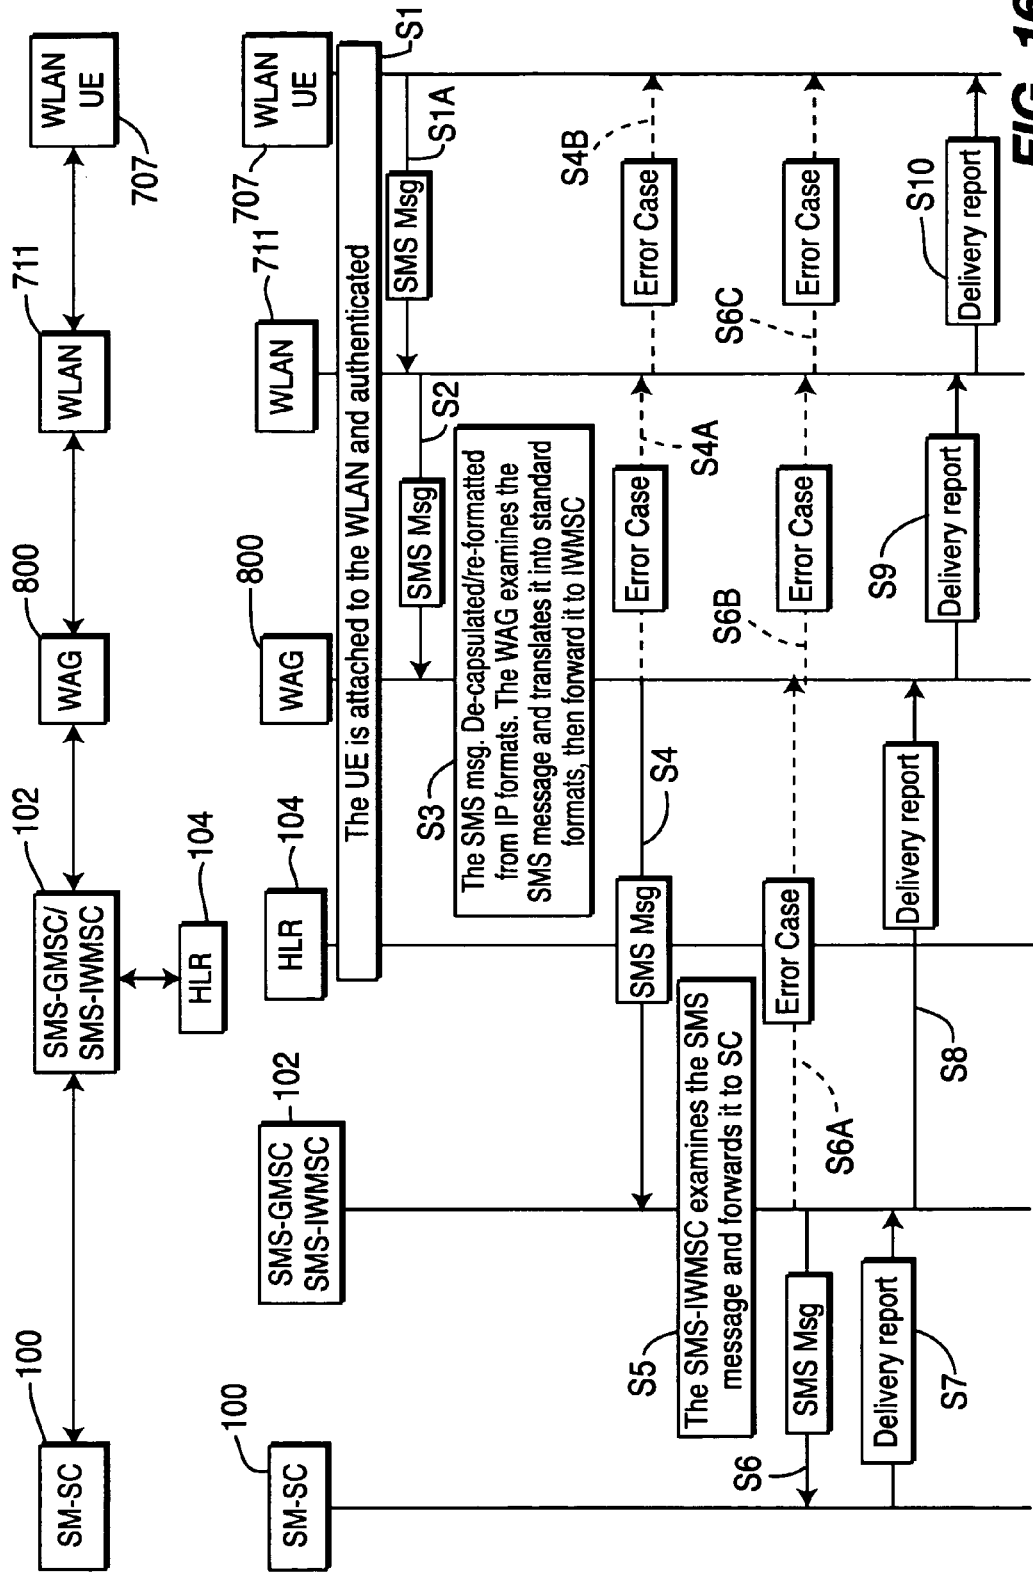 100
SM-SC
102
SMS-GMSC/
SMS-IWMSC
104
HLR
800
WAG
711
WLAN
WLAN
UE
707
100
SM-SC
102
SMS-GMSC
SMS-IWMSC
104
HLR
800
WAG
711
WLAN
707
WLAN
UE
The UE is attached to the WLAN and authenticated
S1
SMS Msg
S1A
SMS Msg
S2
S3
The SMS msg. De-capsulated/re-formatted
from IP formats. The WAG examines the
SMS message and translates it into standard
formats, then forward it to IWMSC
SMS Msg
S4
Error Case
S4A
Error Case
S4B
S5
The SMS-IWMSC examines the SMS
message and forwards it to SC
S6
SMS Msg
S6A
Error Case
S6B
Error Case
S6C
Error Case
Delivery report
S7
S8
Delivery report
S9
Delivery report
S10
Delivery report
FIG. 16